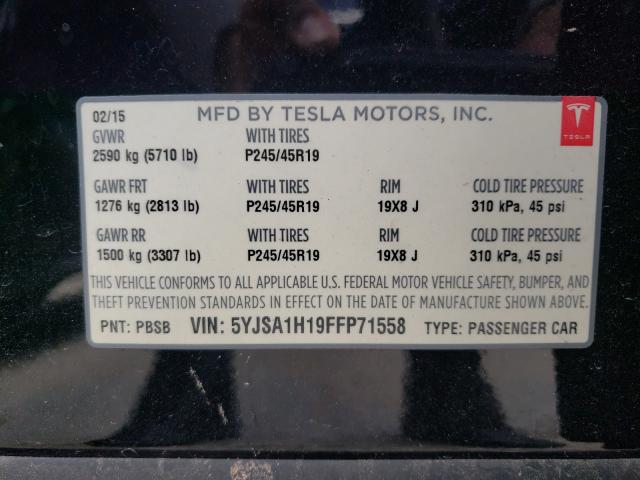 02/15 MFD BY TESLA MOTORS, INC.
TESLA
GVWR WITH TIRES
2590 kg (5710 lb) P245/45R19
GAWR FRT WITH TIRES RIM COLD TIRE PRESSURE
1276 kg (2813 lb) P245/45R19 19X8 J 310 kPa, 45 psi
GAWR RR WITH TIRES RIM COLD TIRE PRESSURE
1500 kg (3307 lb) P245/45R19 19X8 J 310 kPa, 45 psi
THIS VEHICLE CONFORMS TO ALL APPLICABLE U.S. FEDERAL MOTOR VEHICLE SAFETY, BUMPER, AND
THEFT PREVENTION STANDARDS IN EFFECT ON THE DATE OF MANUFACTURE SHOWN ABOVE.
PNT: PBSB VIN: 5YJSA1H19FFP71558 TYPE: PASSENGER CAR